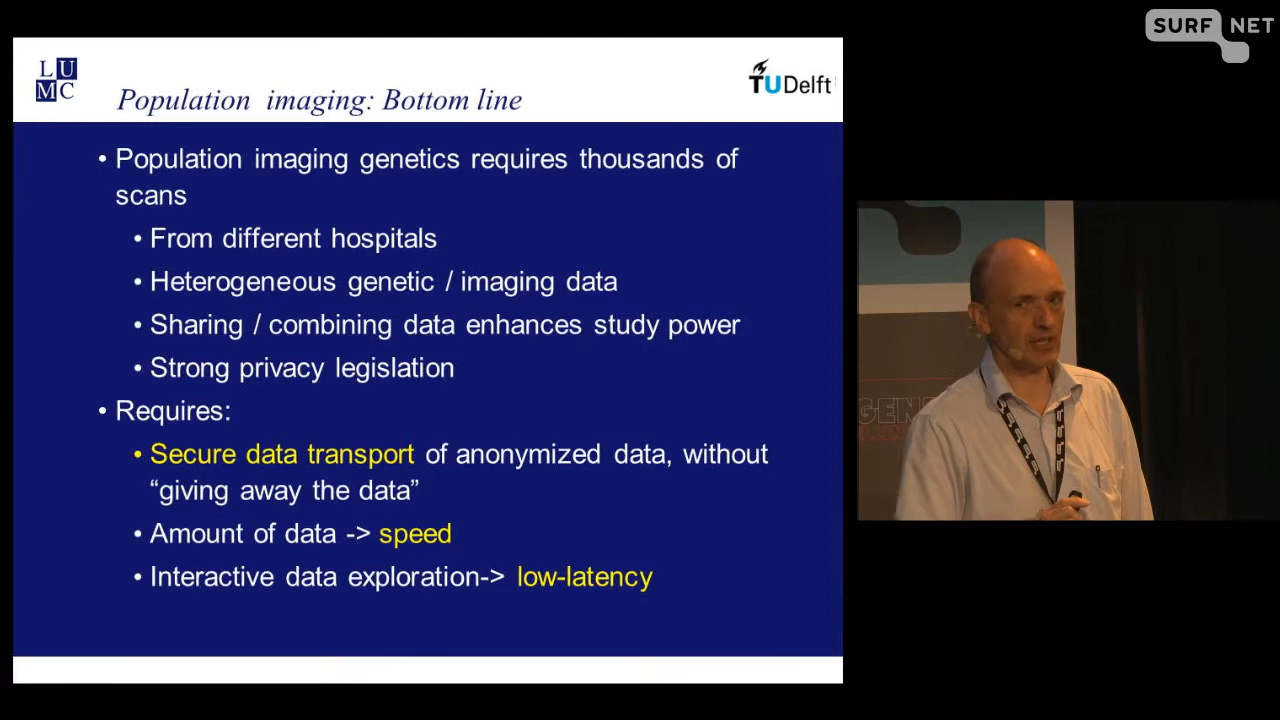 SURF NET
LU
MC
TUDelft
Population imaging: Bottom line
• Population imaging genetics requires thousands of
scans
• From different hospitals
• Heterogeneous genetic / imaging data
• Sharing / combining data enhances study power
• Strong privacy legislation
• Requires:
• Secure data transport of anonymized data, without
“giving away the data”
• Amount of data -> speed
• Interactive data exploration-> low-latency